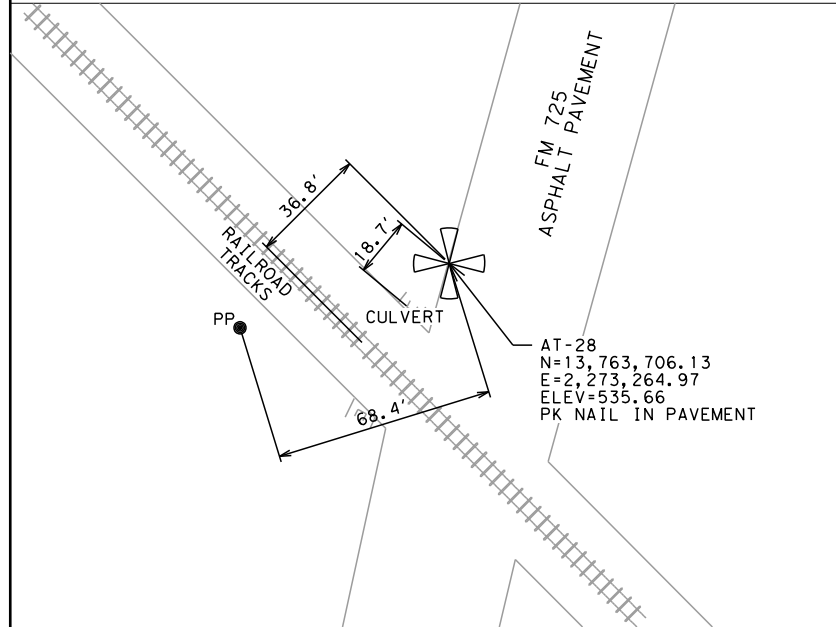 FM 725
ASPHALT PAVEMENT
36.8'
18.7'
RAILROAD
TRACKS
CULVERT
PP
68.4'
AT-28
N=13,763,706.13
E=2,273,264.97
ELEV=535.66
PK NAIL IN PAVEMENT